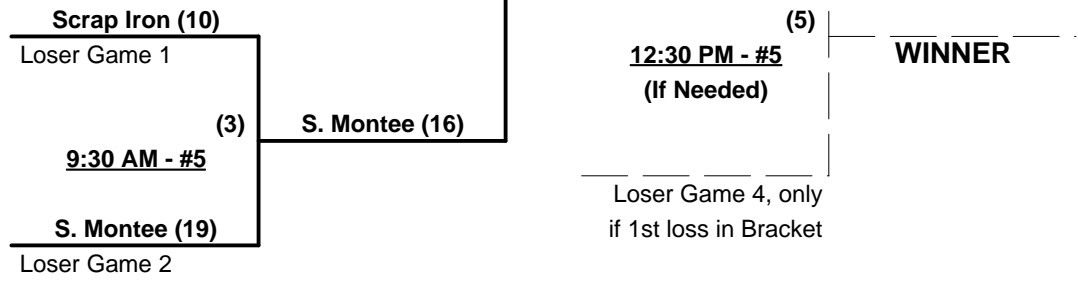 Scrap Iron (10)
Loser Game 1
(3)
9:30 AM - #5
S. Montee (16)
S. Montee (19)
Loser Game 2
(5)
12:30 PM - #5
(If Needed)
WINNER
Loser Game 4, only
if 1st loss in Bracket